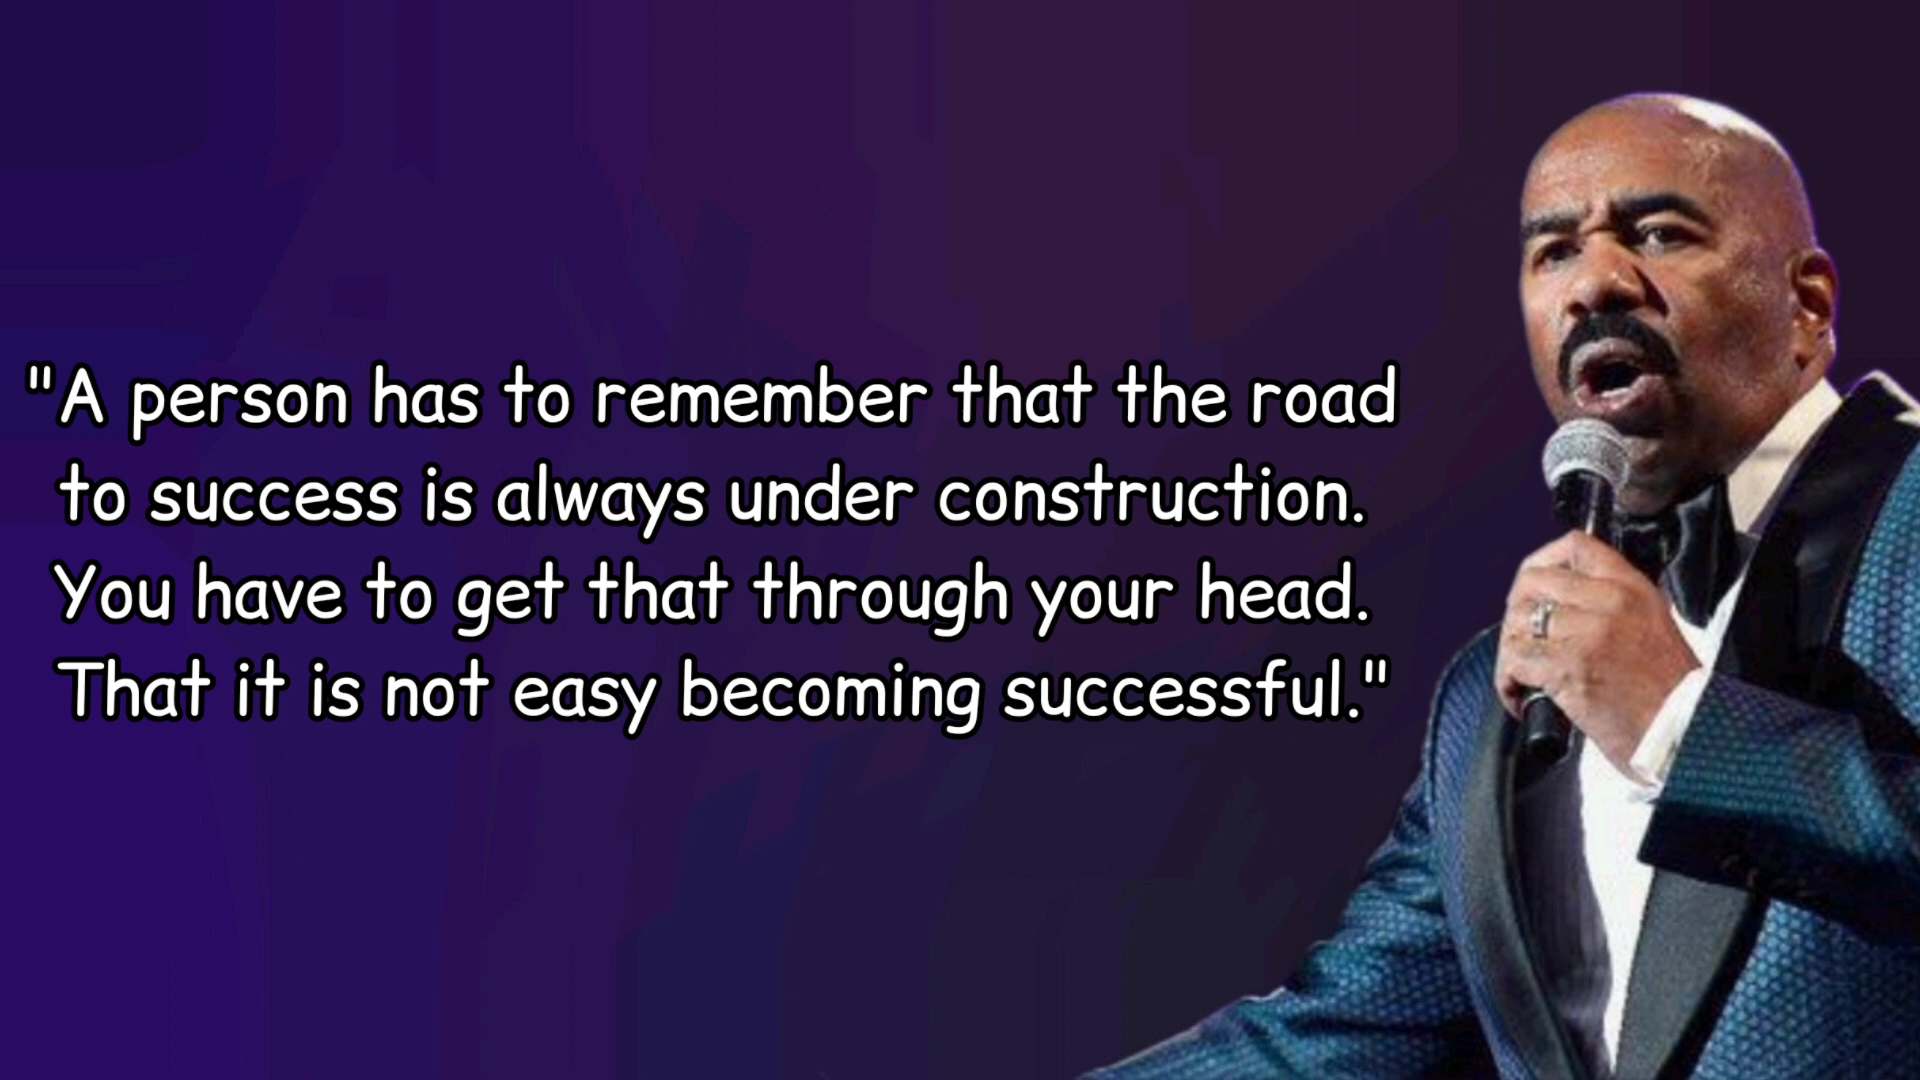 "A person has to remember that the road
to success is always under construction.
You have to get that through your head.
That it is not easy becoming successful."